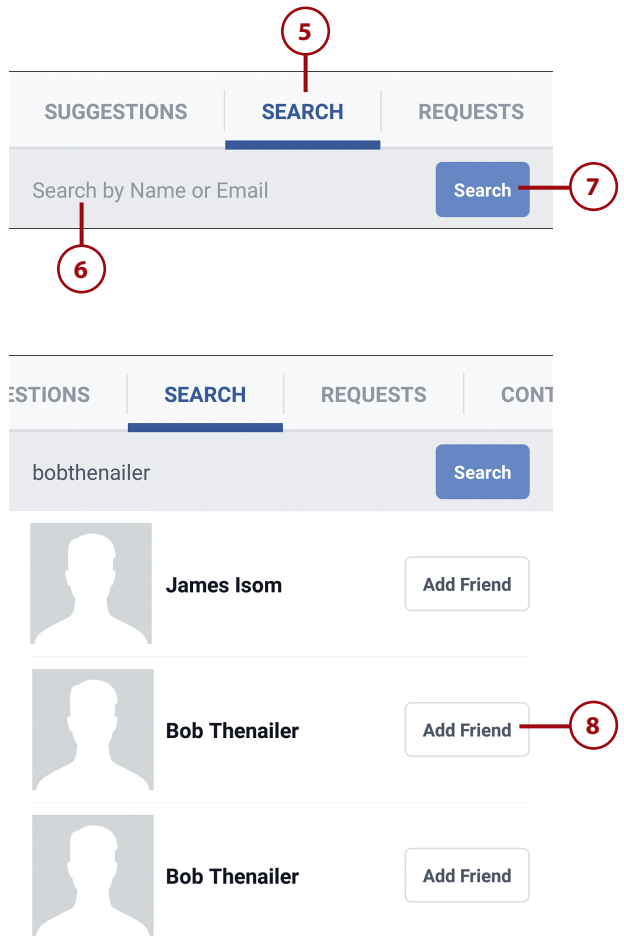 5
SUGGESTIONS SEARCH REQUESTS
Search by Name or Email Search 7
6
ESTIONS SEARCH REQUESTS CONT
bobthenailer Search
James Isom Add Friend
Bob Thenailer Add Friend 8
Bob Thenailer Add Friend